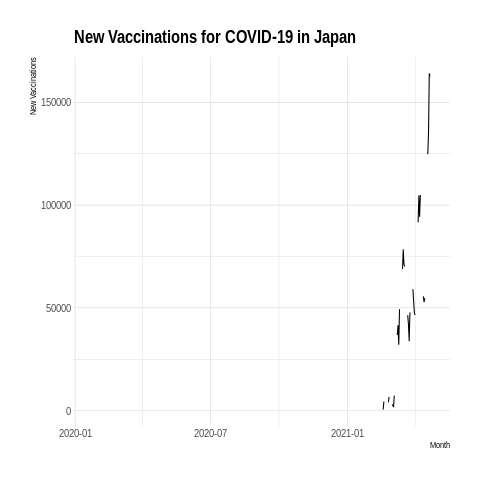 New Vaccinations for COVID-19 in Japan
New Vaccinations
150000
100000
50000
0
2020-01 2020-07 2021-01
Month